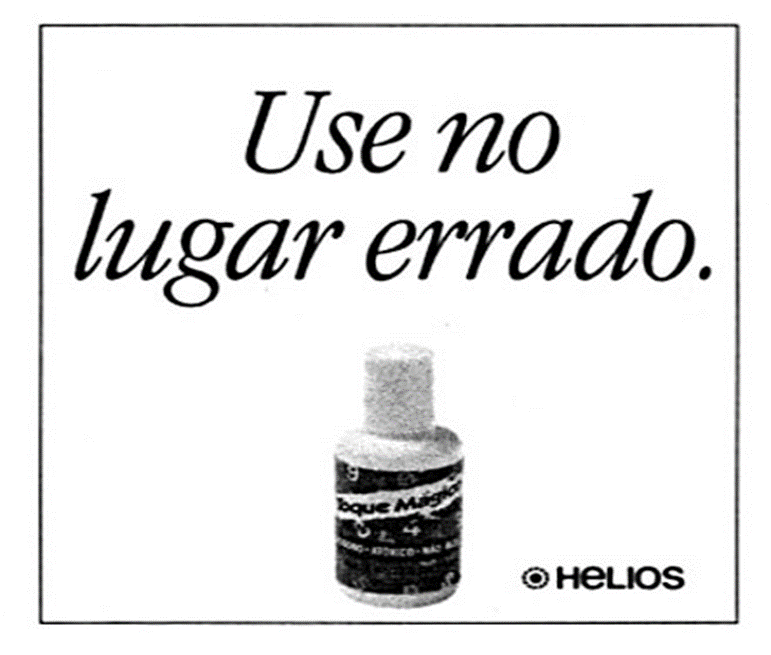 Use no
lugar errado.
Toque Mágico
HELIOS